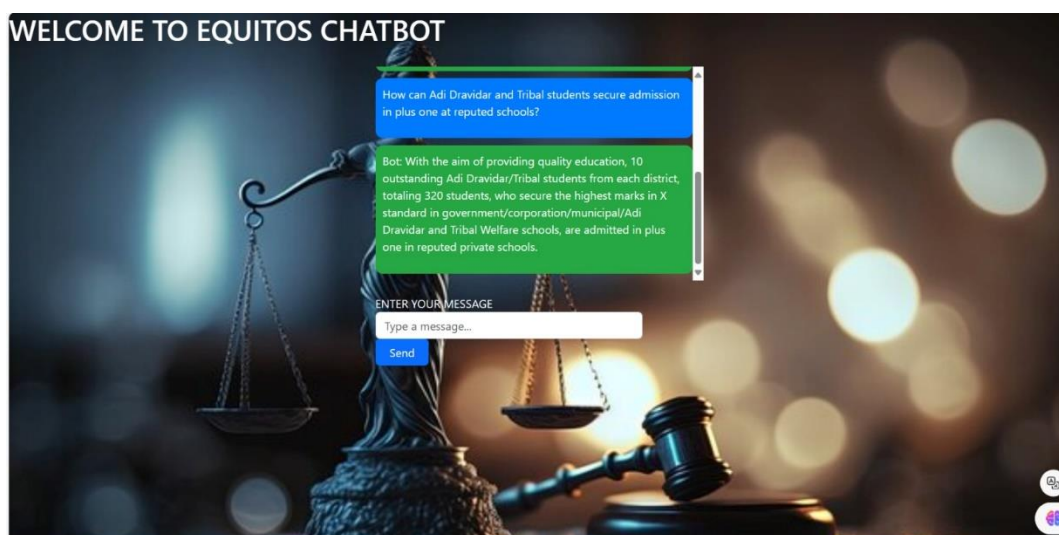 WELCOME TO EQUITOS CHATBOT
How can Adi Dravidar and Tribal students secure admission
in plus one at reputed schools?
Bot: With the aim of providing quality education, 10
outstanding Adi Dravidar/Tribal students from each district,
totaling 320 students, who secure the highest marks in X
standard in government/corporation/municipal/Adi
Dravidar and Tribal Welfare schools, are admitted in plus
one in reputed private schools.
ENTER YOUR MESSAGE
Type a message...
Send